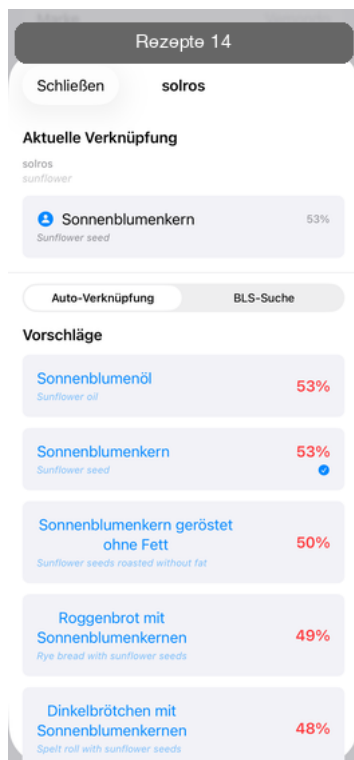 Rezepte 14
Schließen
solros
Aktuelle Verknüpfung
solros
sunflower
Sonnenblumenkern
53%
Sunflower seed
Auto-Verknüpfung
BLS-Suche
Vorschläge
Sonnenblumenöl
53%
Sunflower oil
Sonnenblumenkern
53%
Sunflower seed
Sonnenblumenkern geröstet
ohne Fett
50%
Sunflower seeds roasted without fat
Roggenbrot mit
Sonnenblumenkernen
49%
Rye bread with sunflower seeds
Dinkelbrötchen mit
Sonnenblumenkernen
48%
Spelt roll with sunflower seeds